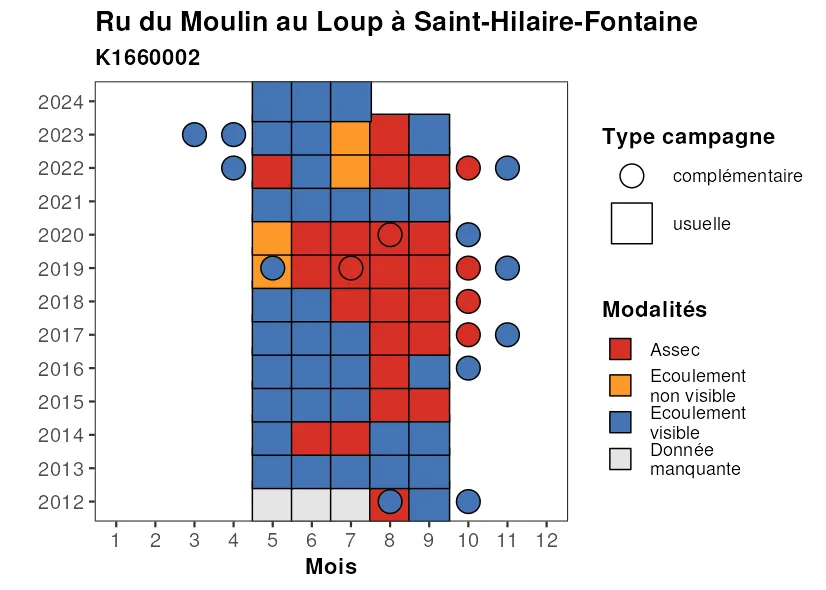 Ru du Moulin au Loup à Saint-Hilaire-Fontaine
K1660002
2024
2023
2022
2021
2020
2019
2018
2017
2016
2015
2014
2013
2012
1 2 3 4 5 6 7 8 9 10 11 12
Mois
Type campagne
complémentaire
usuelle
Modalités
Assec
Ecoulement
non visible
Ecoulement
visible
Donnée
manquante